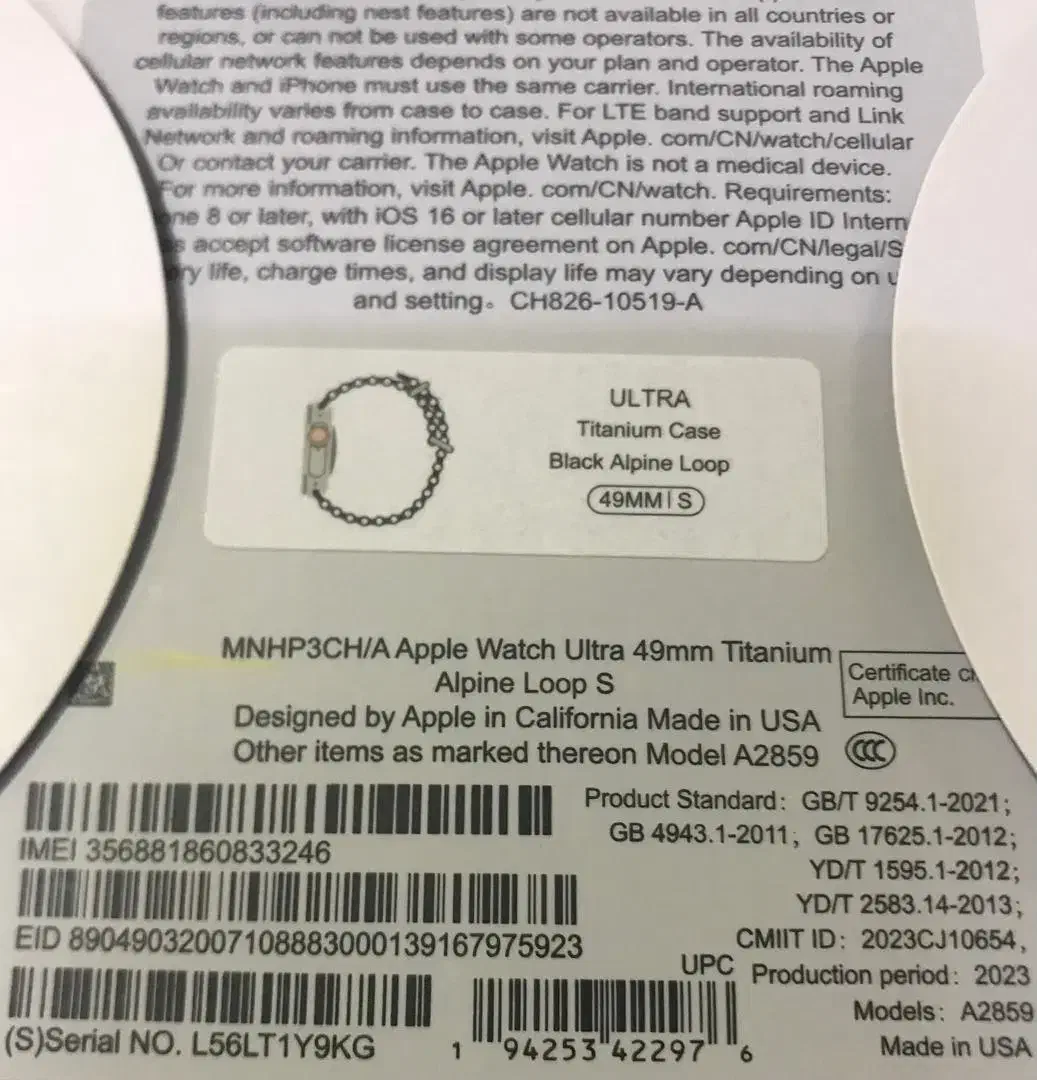 features (including nest features) are not available in all countries or
regions, or can not be used with some operators. The availability of
cellular network features depends on your plan and operator. The Apple
Watch and iPhone must use the same carrier. International roaming
availability varies from case to case. For LTE band support and Link
Network and roaming information, visit Apple. com/CN/watch/cellular
Or contact your carrier. The Apple Watch is not a medical device.
For more information, visit Apple. com/CN/watch. Requirements:
ne 8 or later, with iOS 16 or later cellular number Apple ID Intern
s accept software license agreement on Apple. com/CN/legal/S
ry life, charge times, and display life may vary depending on u
and setting。CH826-10519-A
ULTRA
Titanium Case
Black Alpine Loop
49MM | S
MNHP3CH/A Apple Watch Ultra 49mm Titanium
Alpine Loop S
Designed by Apple in California Made in USA
Other items as marked thereon Model A2859
CCC
Certificate c
Apple Inc.
IMEI 356881860833246
EID 89049032007108883000139167975923
(S)Serial NO. L56LT1Y9KG
Product Standard: GB/T 9254.1-2021;
GB 4943.1-2011; GB 17625.1-2012;
YD/T 1595.1-2012;
YD/T 2583.14-2013;
CMIIT ID: 2023CJ10654,
Production period: 2023
Models: A2859
Made in USA
UPC
1 94253 42297 6